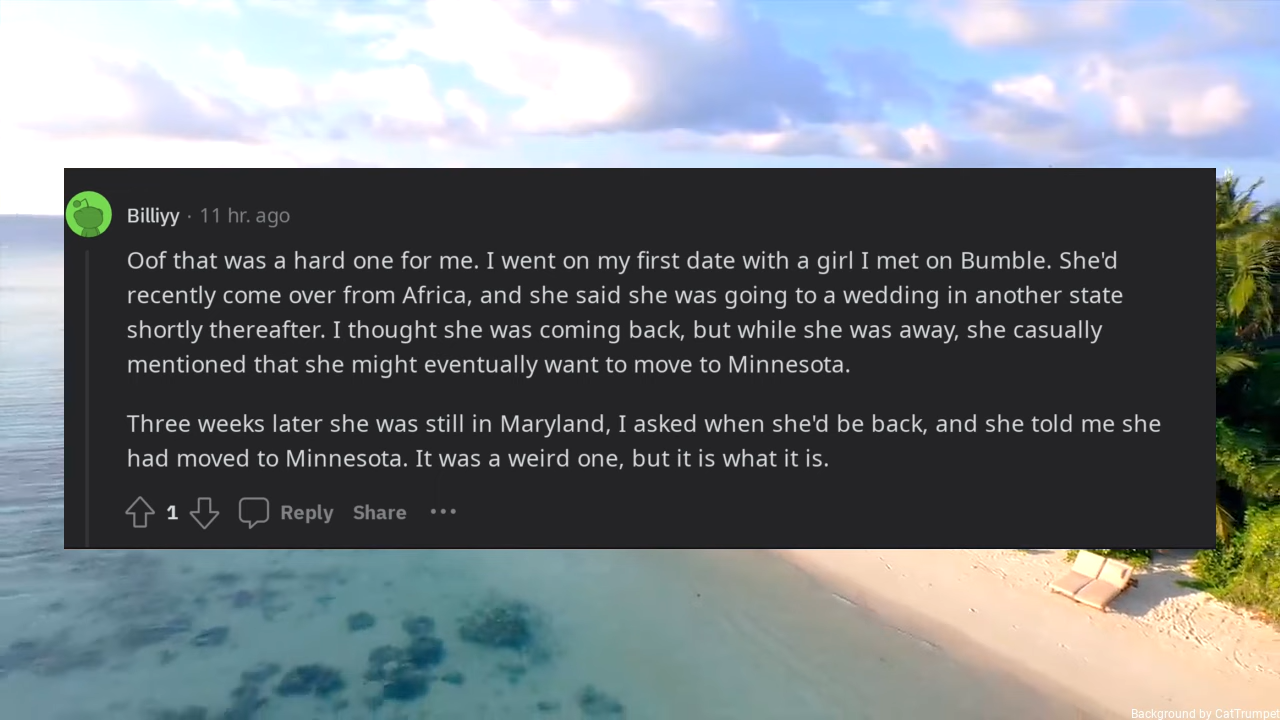 Billiyy · 11 hr. ago
Oof that was a hard one for me. I went on my first date with a girl I met on Bumble. She'd
recently come over from Africa, and she said she was going to a wedding in another state
shortly thereafter. I thought she was coming back, but while she was away, she casually
mentioned that she might eventually want to move to Minnesota.
Three weeks later she was still in Maryland, I asked when she'd be back, and she told me she
had moved to Minnesota. It was a weird one, but it is what it is.
1 Reply Share ...
Background by CatTrumpet